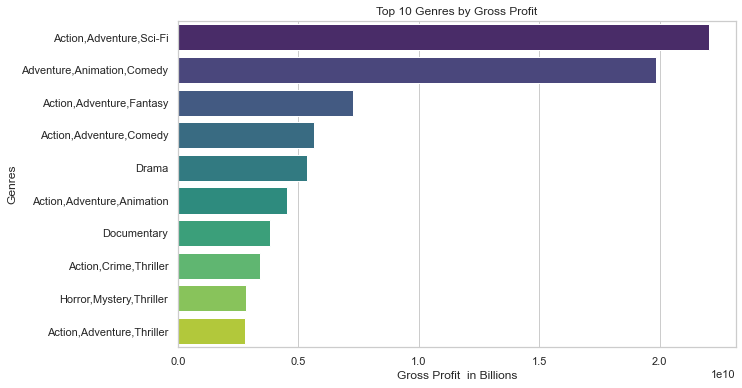 Top 10 Genres by Gross Profit
Genres
Action,Adventure,Sci-Fi
Adventure,Animation,Comedy
Action,Adventure,Fantasy
Action,Adventure,Comedy
Drama
Action,Adventure,Animation
Documentary
Action,Crime,Thriller
Horror,Mystery,Thriller
Action,Adventure,Thriller
0.0 0.5 1.0 1.5 2.0
1e10
Gross Profit  in Billions